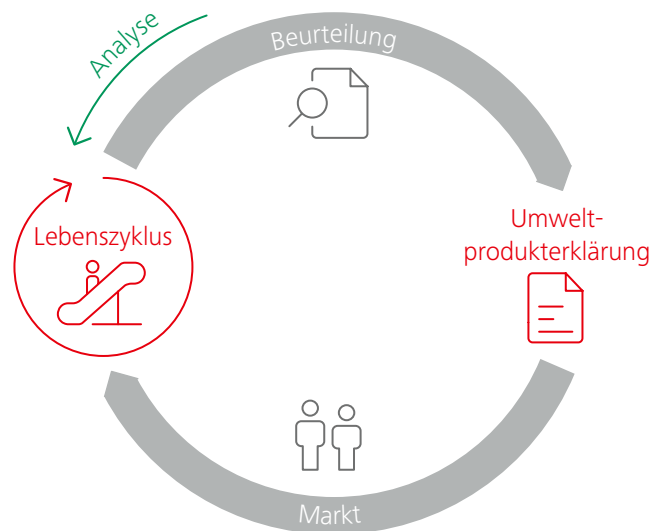 Analyse
Beurteilung
Lebenszyklus
Umwelt-
produkterklärung
Markt